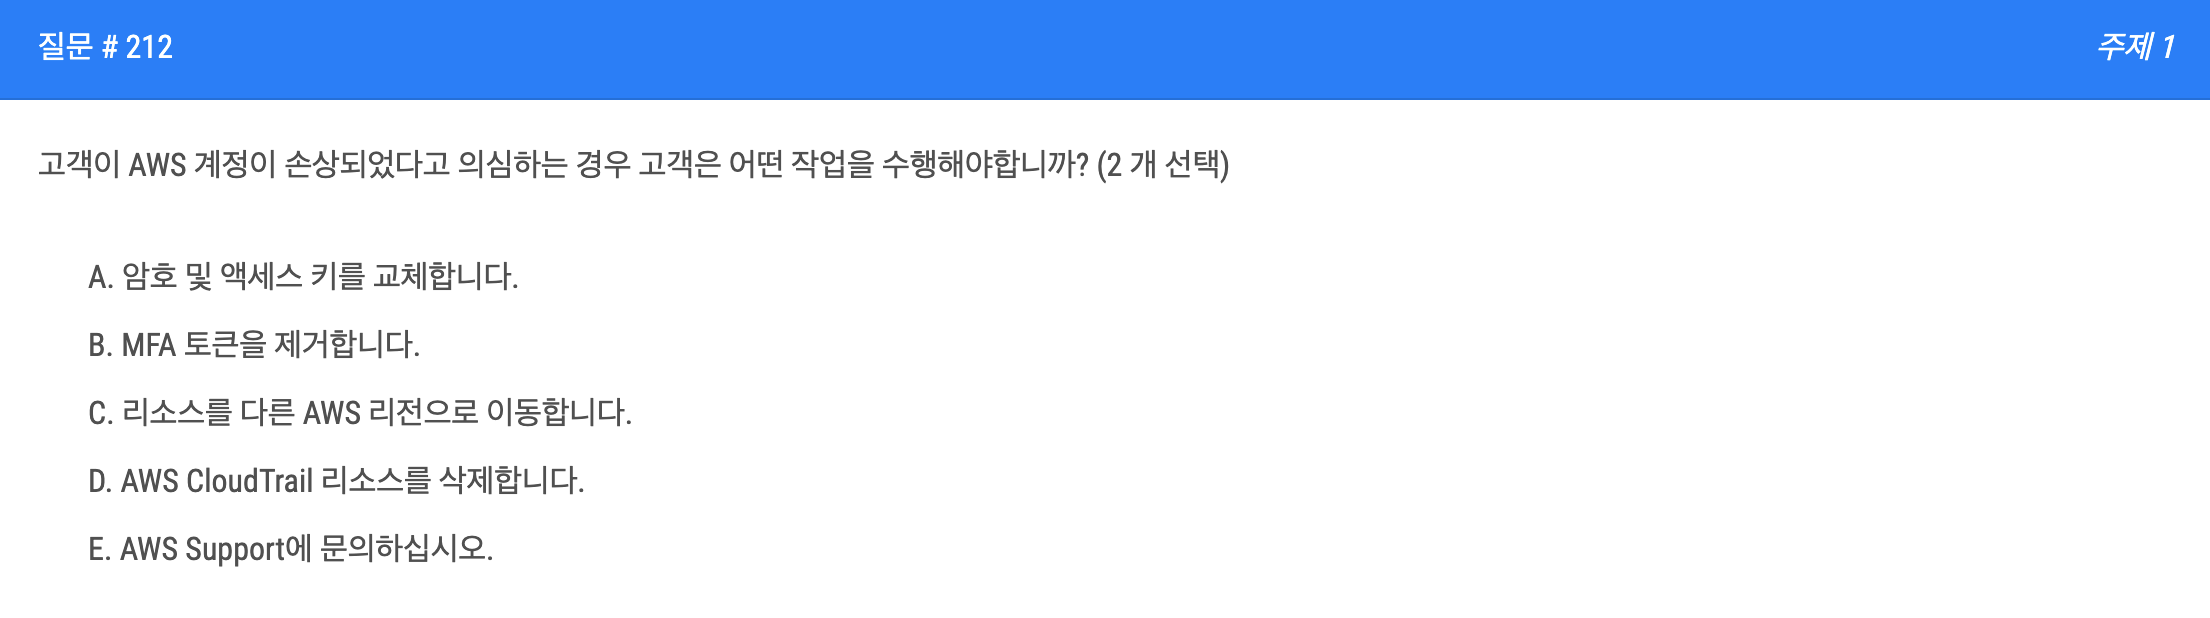 질문 # 212
주제 1
고객이 AWS 계정이 손상되었다고 의심하는 경우 고객은 어떤 작업을 수행해야합니까? (2 개 선택)
A. 암호 및 액세스 키를 교체합니다.
B. MFA 토큰을 제거합니다.
C. 리소스를 다른 AWS 리전으로 이동합니다.
D. AWS CloudTrail 리소스를 삭제합니다.
E. AWS Support에 문의하십시오.